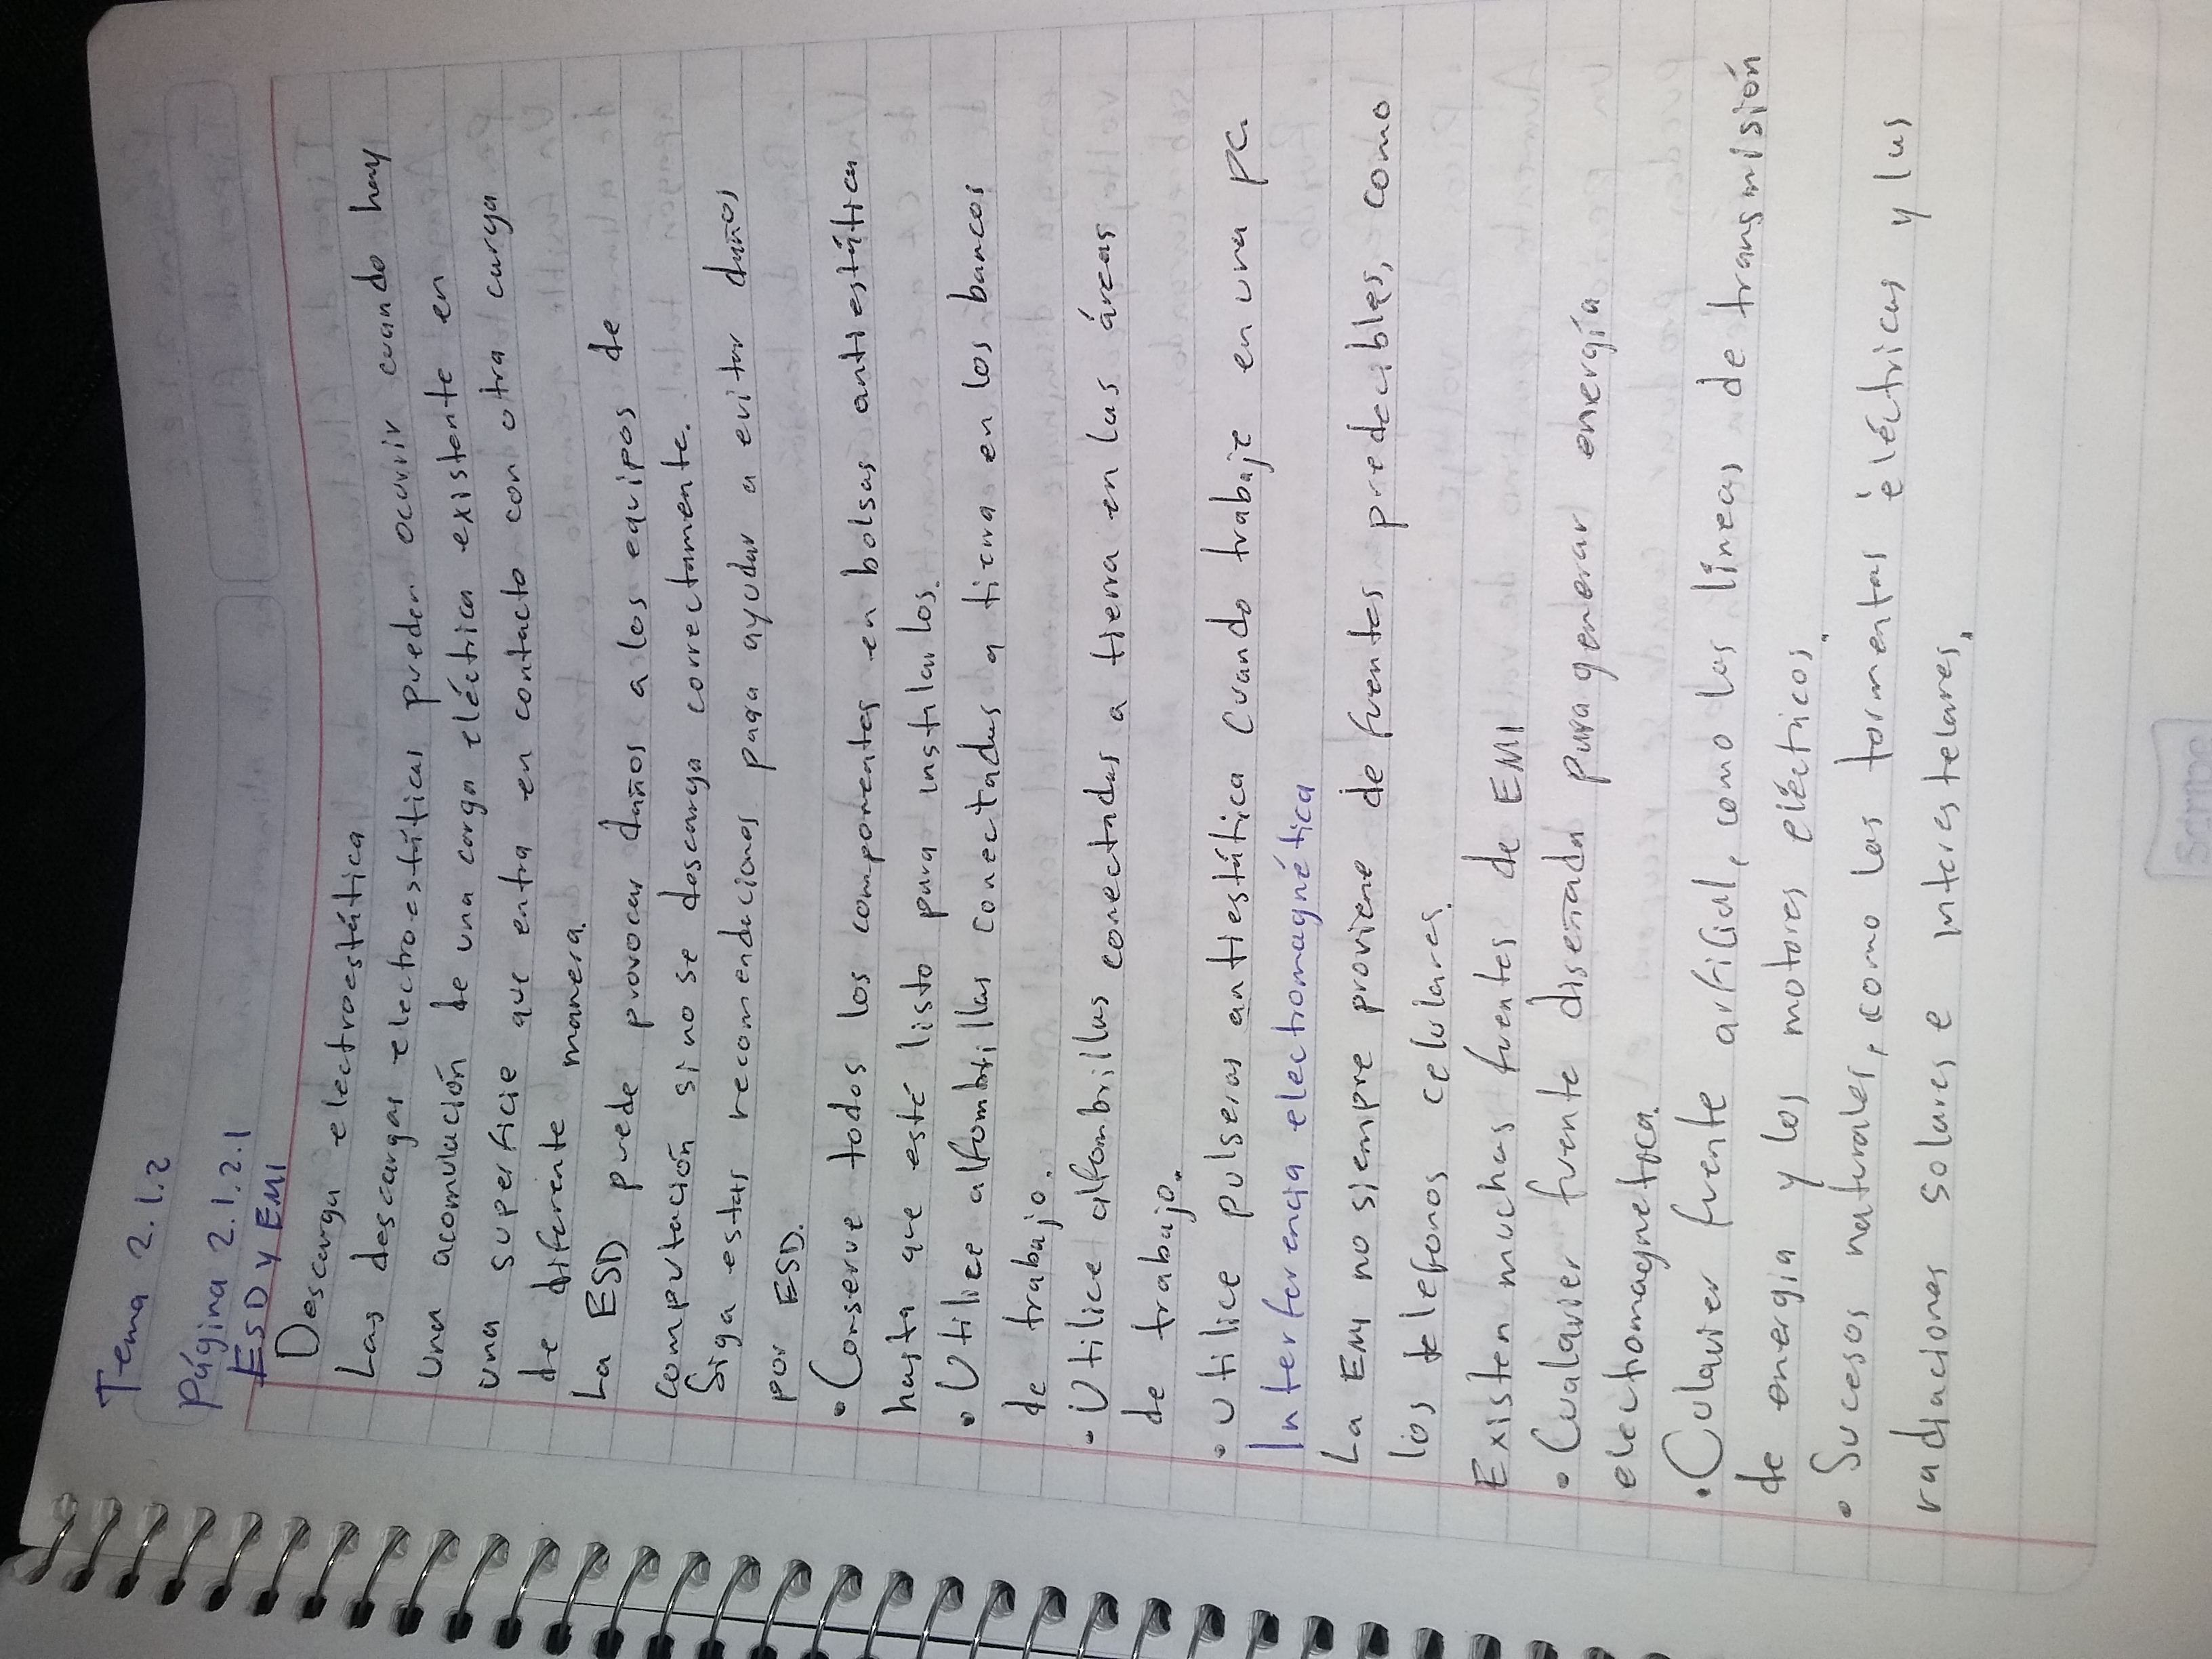 Tema 2.1.2
Página 2.1.2.1
ESD y EMI
Descarga electroestática
Las descargas electroestáticas pueden ocurrir cuando hay
una acomulación de una carga eléctrica existente en
una superficie que entra en contacto con otra carga
de diferente manera.
La ESD puede provocar daños a los equipos de
computación si no se descarga correctamente.
Siga estas recomendaciones para ayudar a evitar daños
por ESD.
• Conserve todos los componentes en bolsas antiestática
hasta que esté listo para instalarlos.
• Utilice alfombrillas conectadas a tierra en los bancos
de trabajo.
- Utilice alfombrillas conectadas a tierra en las áreas
de trabajo.
• utilice pulseras antiestática cuando trabaje en una pc.
Interferencia electromagnética
La EMI no siempre proviene de fuentes predecibles, como
los telefonos celulares.
Existen muchas fuentes de EMI
• Cualquier fuente diseñada para generar energía
electromagnetica.
• Culquier fuente artificial, como las líneas de transmisión
de energía y los motores eléctricos.
• Sucesos naturales, como las tormentas eléctricas y las
radiaciones solares e interestelares.
Scribe